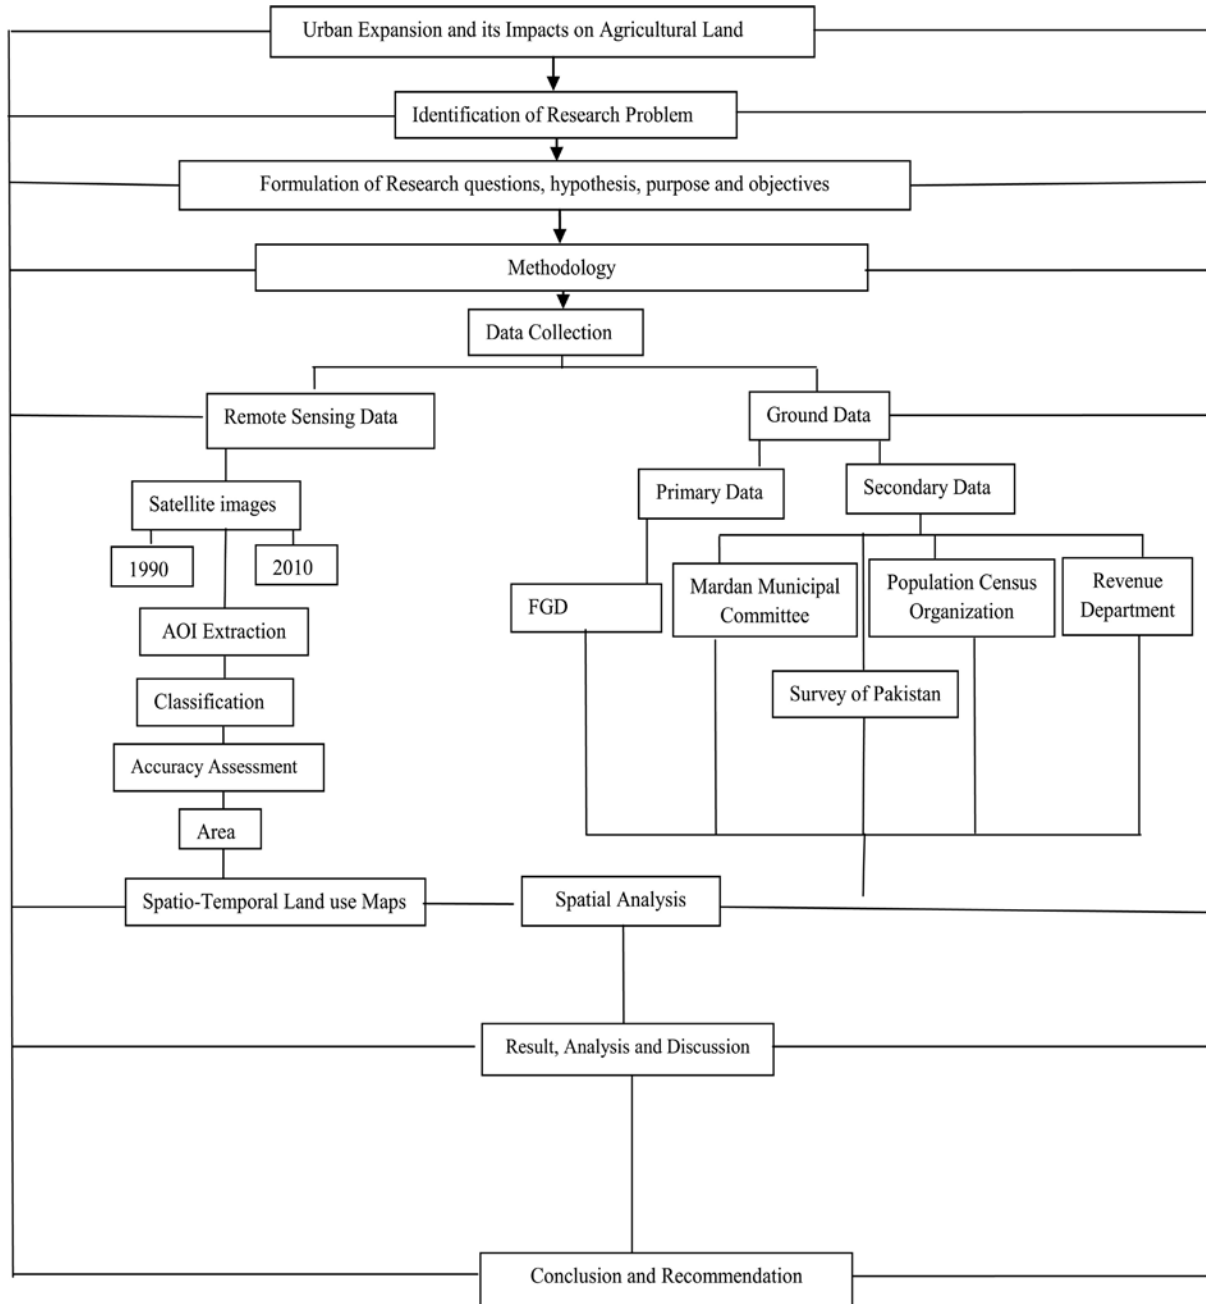 Urban Expansion and its Impacts on Agricultural Land
Identification of Research Problem
Formulation of Research questions, hypothesis, purpose and objectives
Methodology
Data Collection
Remote Sensing Data
Ground Data
Primary Data
Secondary Data
Satellite images
1990
2010
FGD
Mardan Municipal
Committee
Population Census
Organization
Revenue
Department
AOI Extraction
Survey of Pakistan
Classification
Accuracy Assessment
Area
Spatio-Temporal Land use Maps
Spatial Analysis
Result, Analysis and Discussion
Conclusion and Recommendation